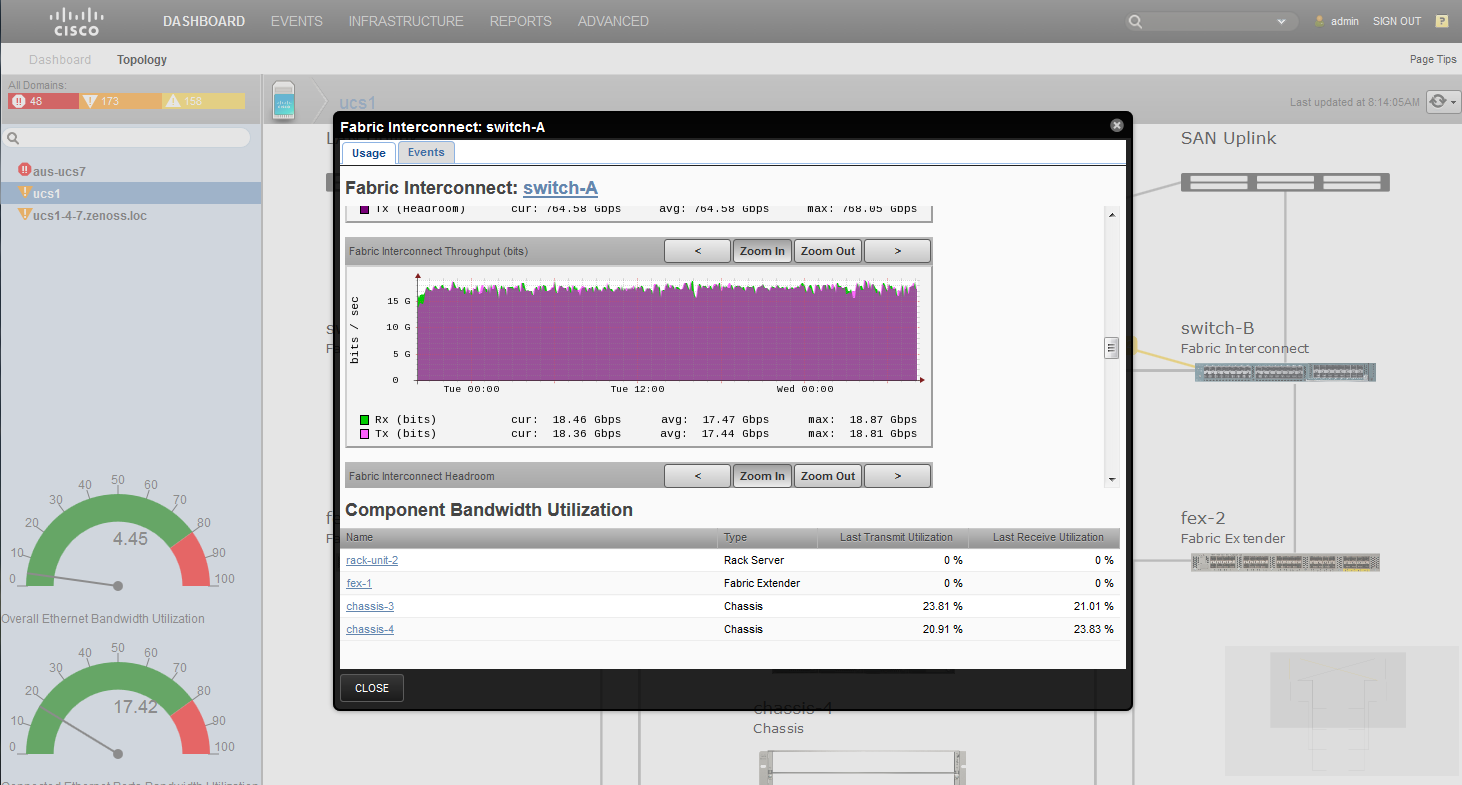 CISCO
DASHBOARD EVENTS INFRASTRUCTURE REPORTS ADVANCED
admin SIGN OUT ?
Dashboard Topology
Page Tips
All Domains:
48 173 158
ucs1
Last updated at 8:14:05AM
aus-ucs7
ucs1
ucs1-4-7.zenoss.loc
Fabric Interconnect: switch-A
Usage Events
Fabric Interconnect: switch-A
Tx (Headroom) cur: 764.58 Gbps avg: 764.58 Gbps max: 768.05 Gbps
Fabric Interconnect Throughput (bits) < Zoom In Zoom Out >
bits / sec
15 G
10 G
5 G
0
Tue 00:00 Tue 12:00 Wed 00:00
Rx (bits) cur: 18.46 Gbps avg: 17.47 Gbps max: 18.87 Gbps
Tx (bits) cur: 18.36 Gbps avg: 17.44 Gbps max: 18.81 Gbps
Fabric Interconnect Headroom < Zoom In Zoom Out >
Component Bandwidth Utilization
Name Type Last Transmit Utilization Last Receive Utilization
rack-unit-2 Rack Server 0 % 0 %
fex-1 Fabric Extender 0 % 0 %
chassis-3 Chassis 23.81 % 21.01 %
chassis-4 Chassis 20.91 % 23.83 %
CLOSE
SAN Uplink
switch-B
Fabric Interconnect
fex-2
Fabric Extender
chassis-4
Chassis
0 10 20 30 40 50 60 70 80 90 100
4.45
Overall Ethernet Bandwidth Utilization
0 10 20 30 40 50 60 70 80 90 100
17.42
Connected Ethernet Ports Bandwidth Utilization